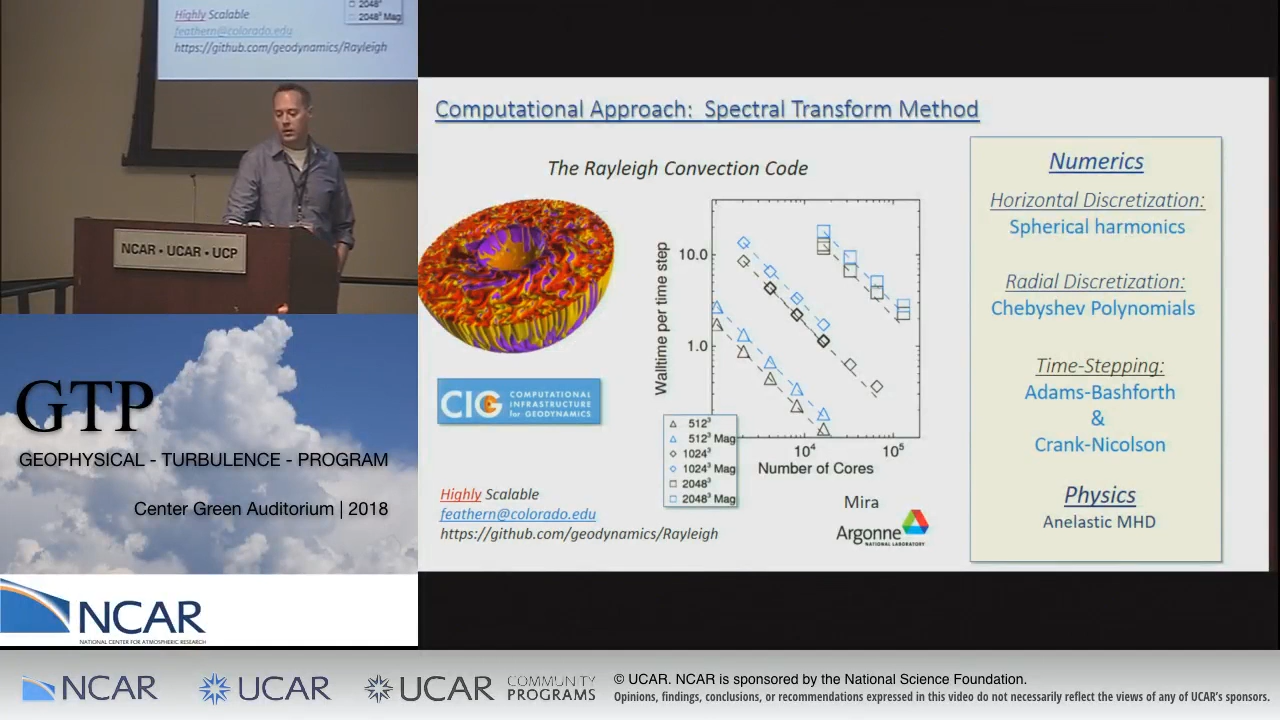 2048³
2048³ Mag
Highly Scalable
feathern@colorado.edu
https://github.com/geodynamics/Rayleigh
NCAR • UCAR • UCP
GTP
GEOPHYSICAL - TURBULENCE - PROGRAM
Center Green Auditorium | 2018
NCAR
NATIONAL CENTER FOR ATMOSPHERIC RESEARCH
Computational Approach: Spectral Transform Method
The Rayleigh Convection Code
Walltime per time step
10.0
1.0
10⁴
10⁵
Number of Cores
512³
512³ Mag
1024³
1024³ Mag
2048³
2048³ Mag
CIG COMPUTATIONAL
INFRASTRUCTURE
for GEODYNAMICS
Highly Scalable
feathern@colorado.edu
https://github.com/geodynamics/Rayleigh
Mira
Argonne
NATIONAL LABORATORY
Numerics
Horizontal Discretization:
Spherical harmonics
Radial Discretization:
Chebyshev Polynomials
Time-Stepping:
Adams-Bashforth
&
Crank-Nicolson
Physics
Anelastic MHD
NCAR
UCAR
UCAR COMMUNITY
PROGRAMS
© UCAR. NCAR is sponsored by the National Science Foundation.
Opinions, findings, conclusions, or recommendations expressed in this video do not necessarily reflect the views of any of UCAR's sponsors.